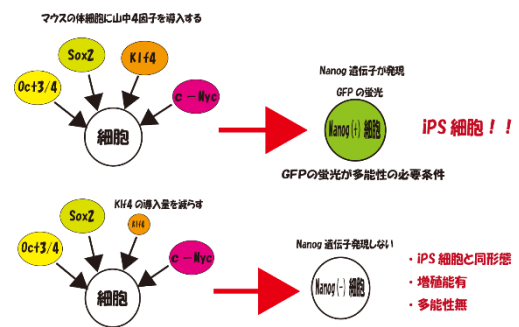 マウスの体細胞に山中4因子を導入する
Sox2
Klf4
Oct3/4
c-Myc
細胞
Nanog 遺伝子が発現
GFP の蛍光
Nanog(+) 細胞
iPS 細胞！！
GFPの蛍光が多能性の必要条件
Klf4 の導入量を減らす
Sox2
Klf4
Oct3/4
c-Myc
細胞
Nanog 遺伝子発現しない
Nanog(-) 細胞
・iPS 細胞と同形態
・増殖能有
・多能性無